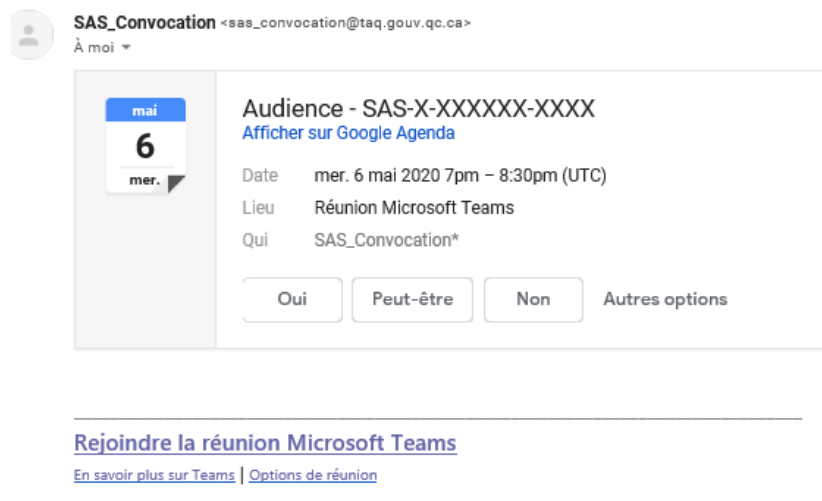 SAS_Convocation <sas_convocation@taq.gouv.qc.ca>
À moi
mai
6
mer.
Audience - SAS-X-XXXXXX-XXXX
Afficher sur Google Agenda
Date mer. 6 mai 2020 7pm – 8:30pm (UTC)
Lieu Réunion Microsoft Teams
Qui SAS_Convocation*
Oui Peut-être Non Autres options
Rejoindre la réunion Microsoft Teams
En savoir plus sur Teams | Options de réunion